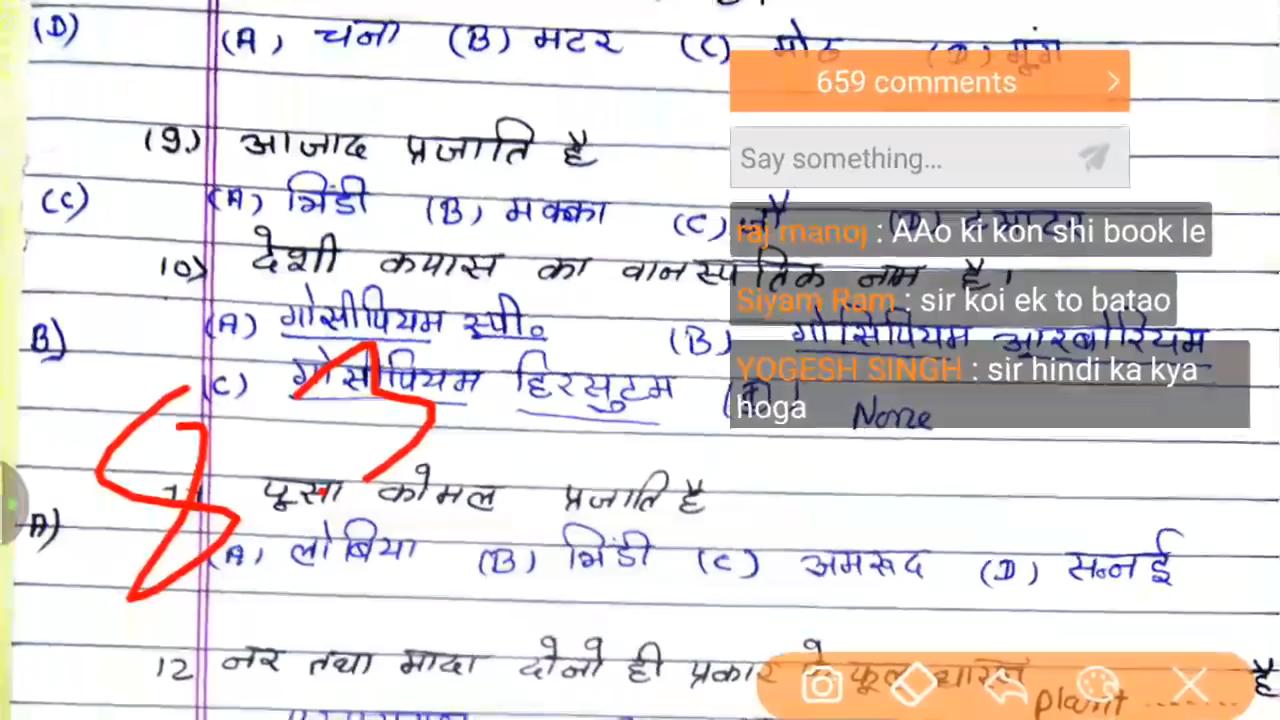 (D) (A) चना (B) मटर (C) मोठ (D) मूंग
659 comments
(9.) आजाद प्रजाति है
Say something...
(C) (A) भिंडी (B) मक्का (C) जौ (D)
raj manoj : AAo ki kon shi book le
10) देशी कपास का वानस्पतिक नाम है।
Siyam Ram : sir koi ek to batao
B) (A) गोसीपियम स्पी० (B) गोसिपियम आरबोरियम
YOGESH SINGH : sir hindi ka kya hoga
(C) गोसीपियम हिरसुटम None
11 पूसा कोमल प्रजाति है
A) (A) लोबिया (B) भिंडी (C) अमरूद (D) सनई
12 नर तथा मादा दोनो ही प्रकार के फूल धारण है
plant ........